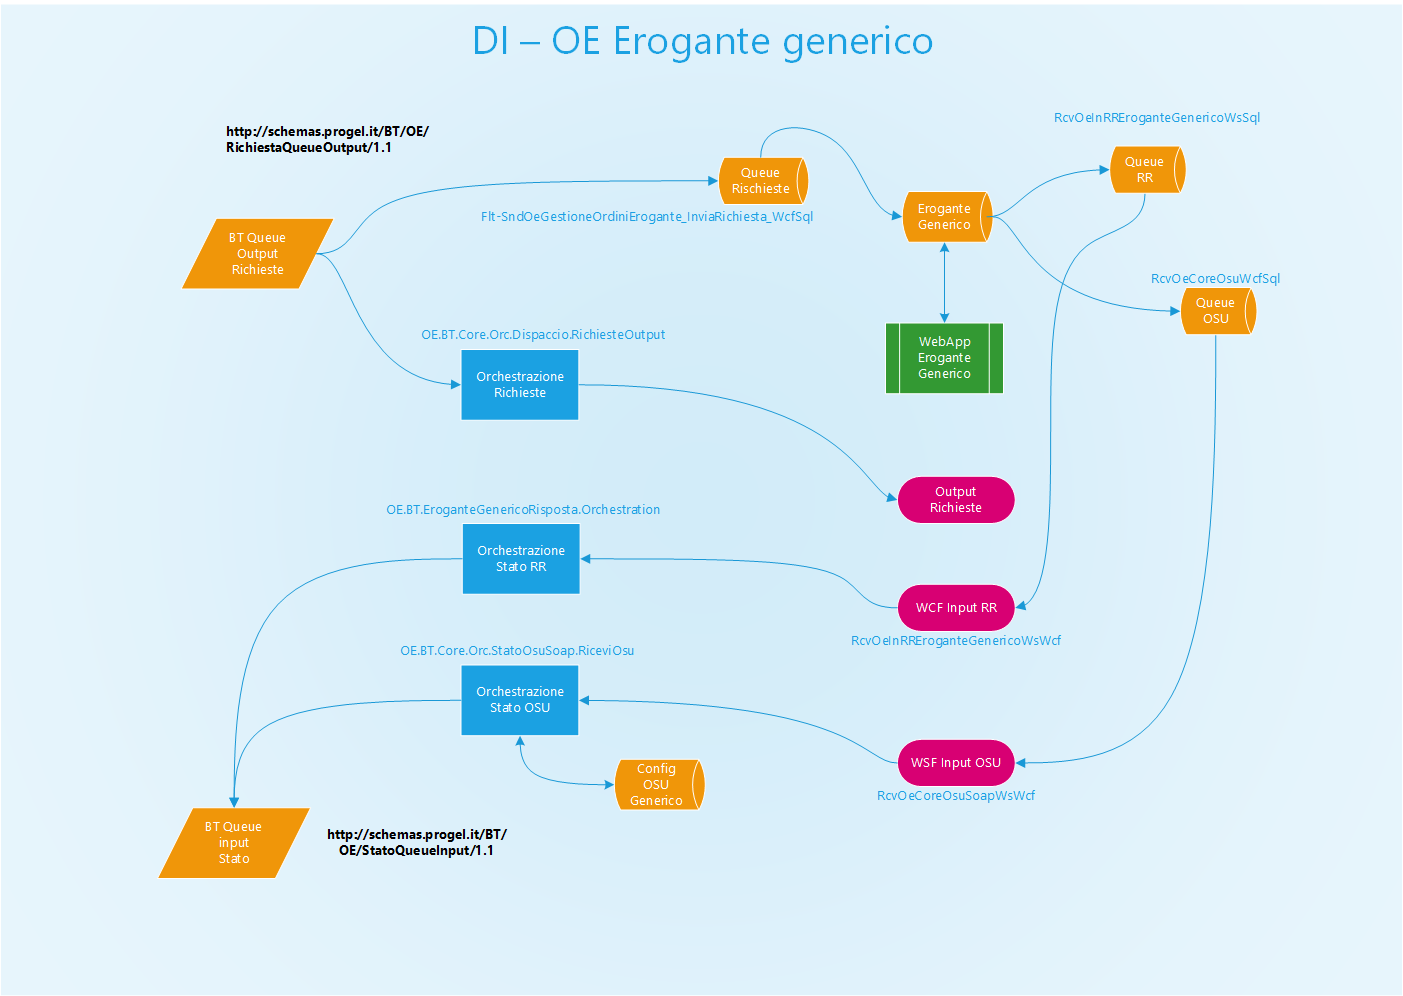 DI – OE Erogante generico
http://schemas.progel.it/BT/OE/
RichiestaQueueOutput/1.1
RcvOeInRREroganteGenericoWsSql
Queue
RR
Queue
Rischieste
Flt-SndOeGestioneOrdiniErogante_InviaRichiesta_WcfSql
Erogante
Generico
BT Queue
Output
Richieste
RcvOeCoreOsuWcfSql
Queue
OSU
OE.BT.Core.Orc.Dispaccio.RichiesteOutput
Orchestrazione
Richieste
WebApp
Erogante
Generico
Output
Richieste
OE.BT.EroganteGenericoRisposta.Orchestration
Orchestrazione
Stato RR
WCF Input RR
RcvOeInRREroganteGenericoWsWcf
OE.BT.Core.Orc.StatoOsuSoap.RiceviOsu
Orchestrazione
Stato OSU
WSF Input OSU
RcvOeCoreOsuSoapWsWcf
Config
OSU
Generico
BT Queue
input
Stato
http://schemas.progel.it/BT/
OE/StatoQueueInput/1.1